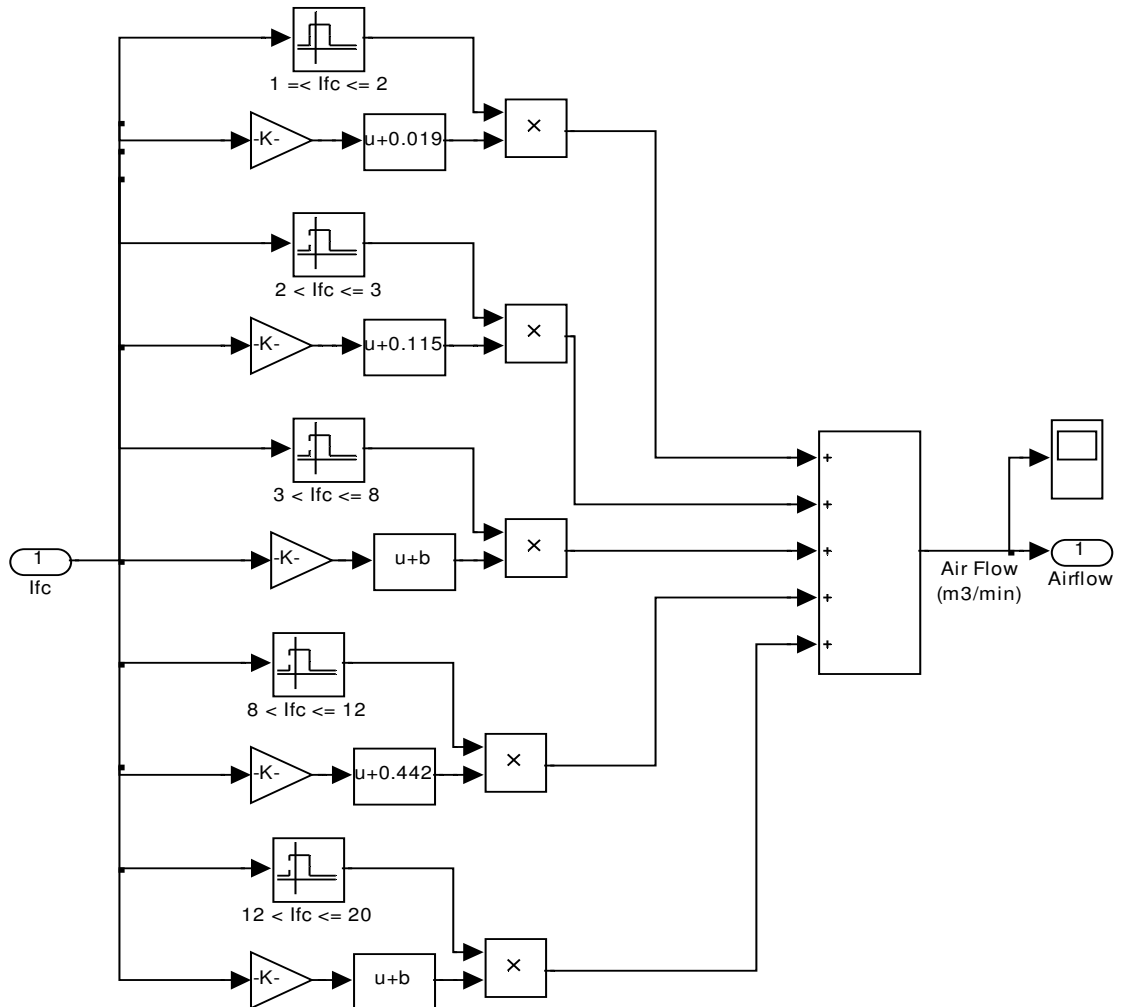 1 =< Ifc <= 2
-K-
u+0.019
×
2 < Ifc <= 3
-K-
u+0.115
×
3 < Ifc <= 8
-K-
u+b
×
1
Ifc
8 < Ifc <= 12
-K-
u+0.442
×
12 < Ifc <= 20
-K-
u+b
×
+
+
+
+
+
Air Flow
(m3/min)
1
Airflow